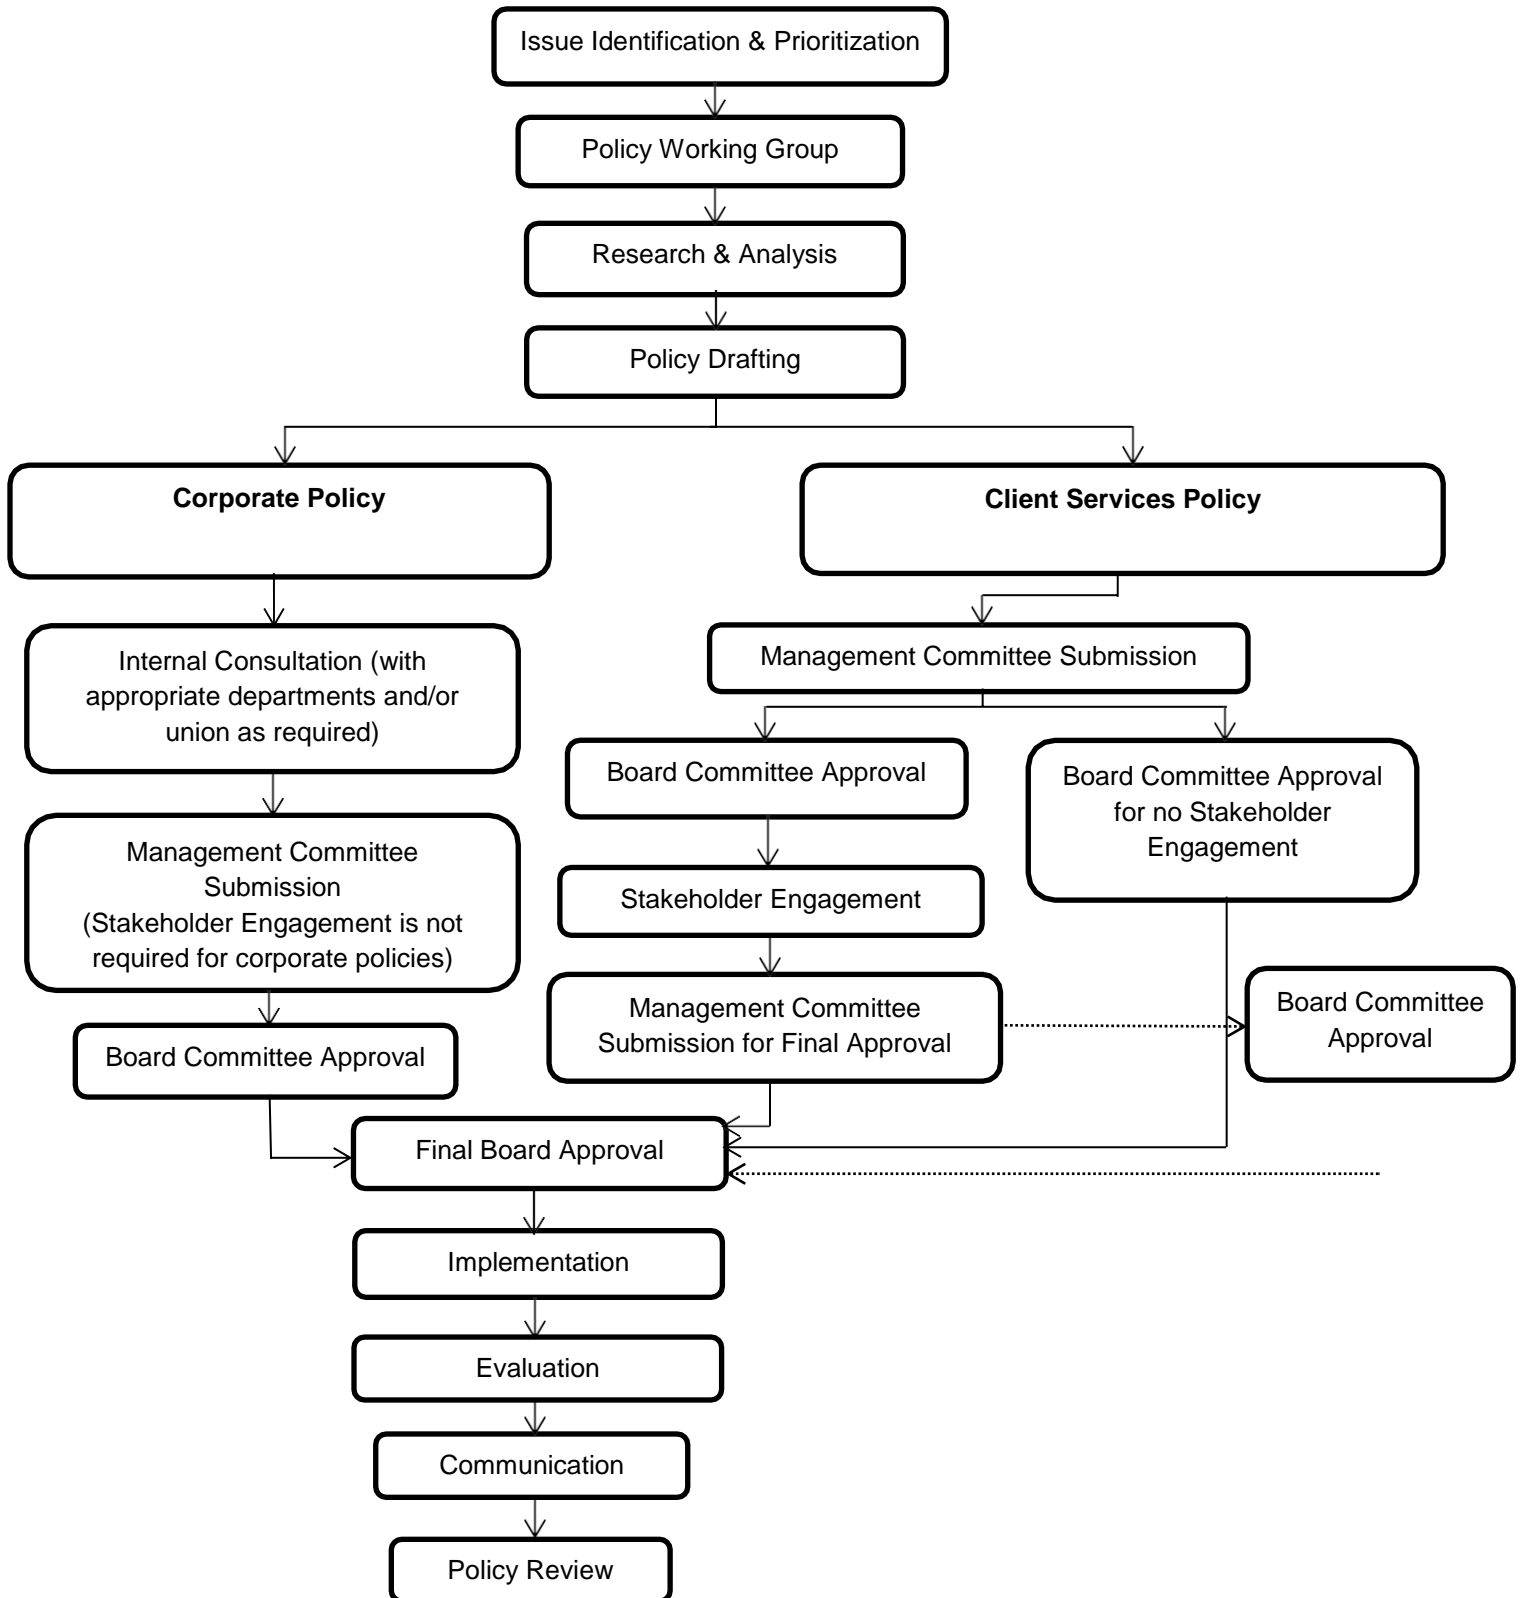 Issue Identification & Prioritization
Policy Working Group
Research & Analysis
Policy Drafting
Corporate Policy
Client Services Policy
Internal Consultation (with
appropriate departments and/or
union as required)
Management Committee
Submission
(Stakeholder Engagement is not
required for corporate policies)
Board Committee Approval
Management Committee Submission
Board Committee Approval
Stakeholder Engagement
Management Committee
Submission for Final Approval
Board Committee Approval
for no Stakeholder
Engagement
Board Committee
Approval
Final Board Approval
Implementation
Evaluation
Communication
Policy Review